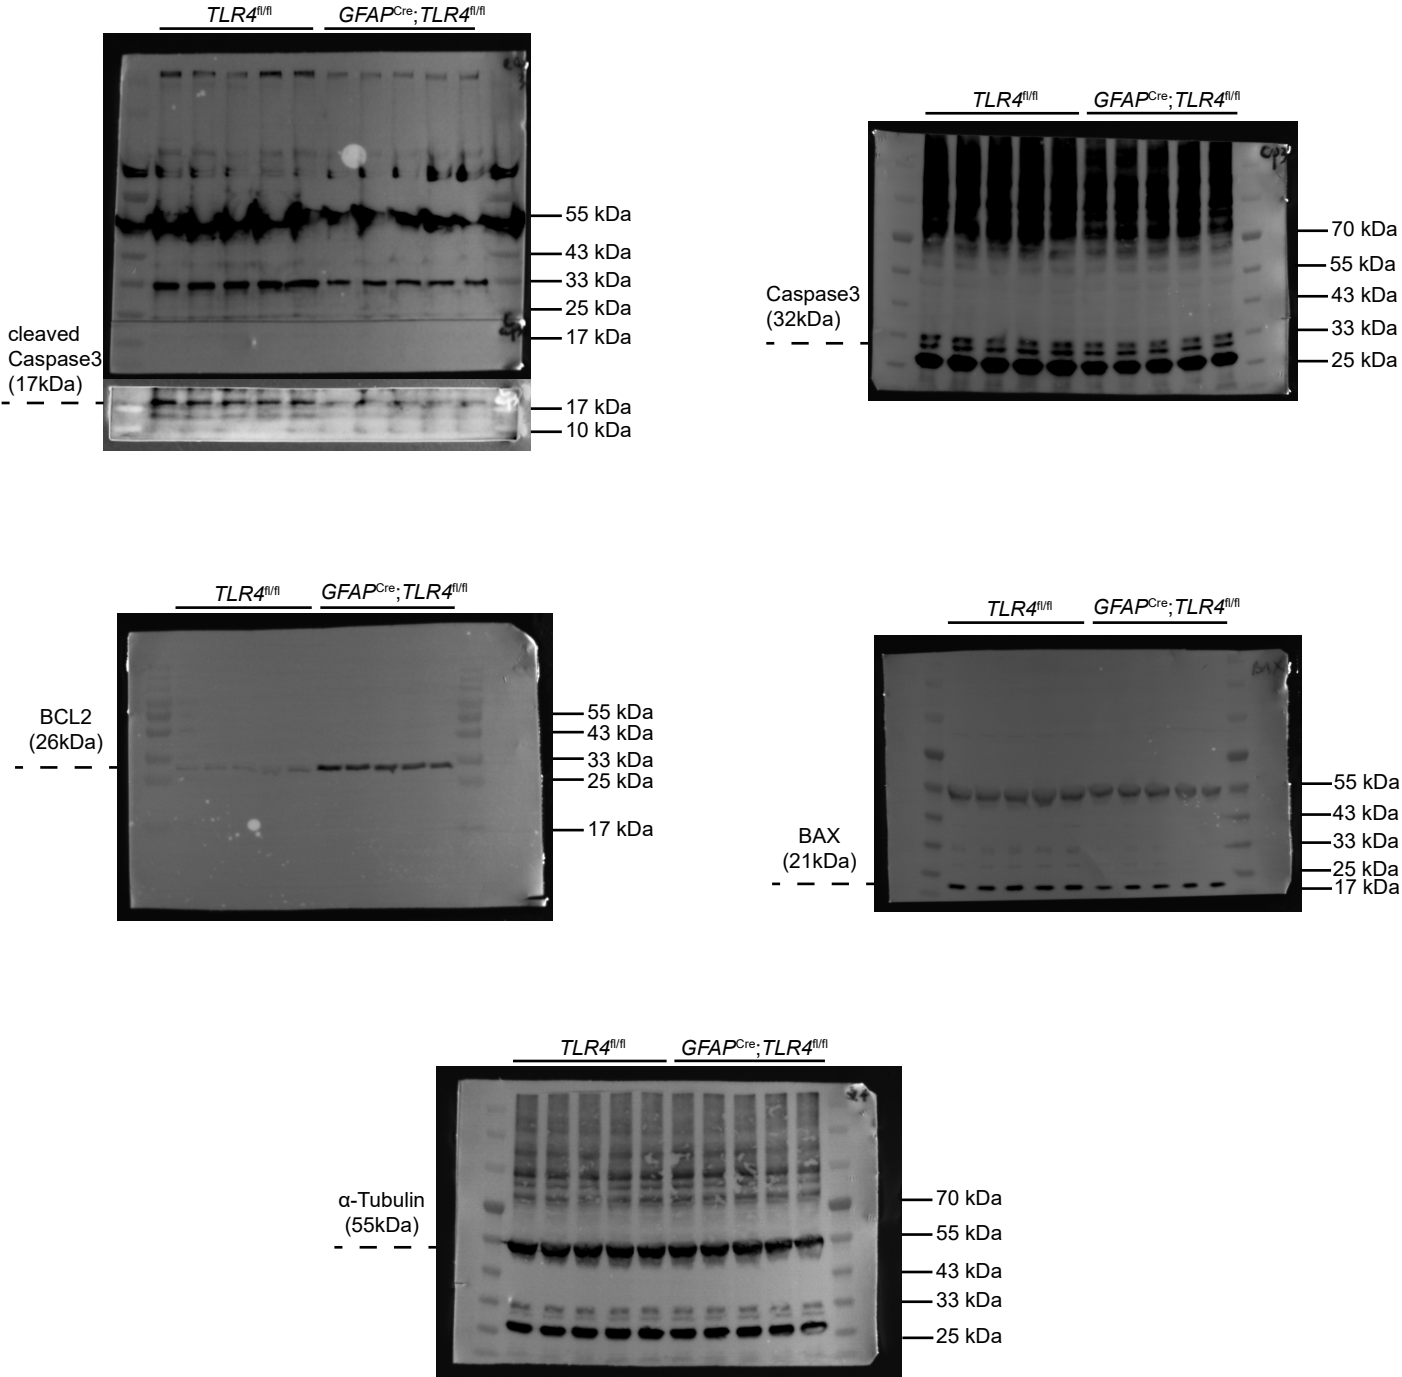 TLR4fl/fl GFAPCre;TLR4fl/fl
55 kDa
43 kDa
33 kDa
25 kDa
17 kDa
cleaved
Caspase3
(17kDa)
17 kDa
10 kDa
TLR4fl/fl GFAPCre;TLR4fl/fl
Caspase3
(32kDa)
70 kDa
55 kDa
43 kDa
33 kDa
25 kDa
TLR4fl/fl GFAPCre;TLR4fl/fl
BCL2
(26kDa)
55 kDa
43 kDa
33 kDa
25 kDa
17 kDa
TLR4fl/fl GFAPCre;TLR4fl/fl
BAX
BAX
(21kDa)
55 kDa
43 kDa
33 kDa
25 kDa
17 kDa
TLR4fl/fl GFAPCre;TLR4fl/fl
α-Tubulin
(55kDa)
70 kDa
55 kDa
43 kDa
33 kDa
25 kDa